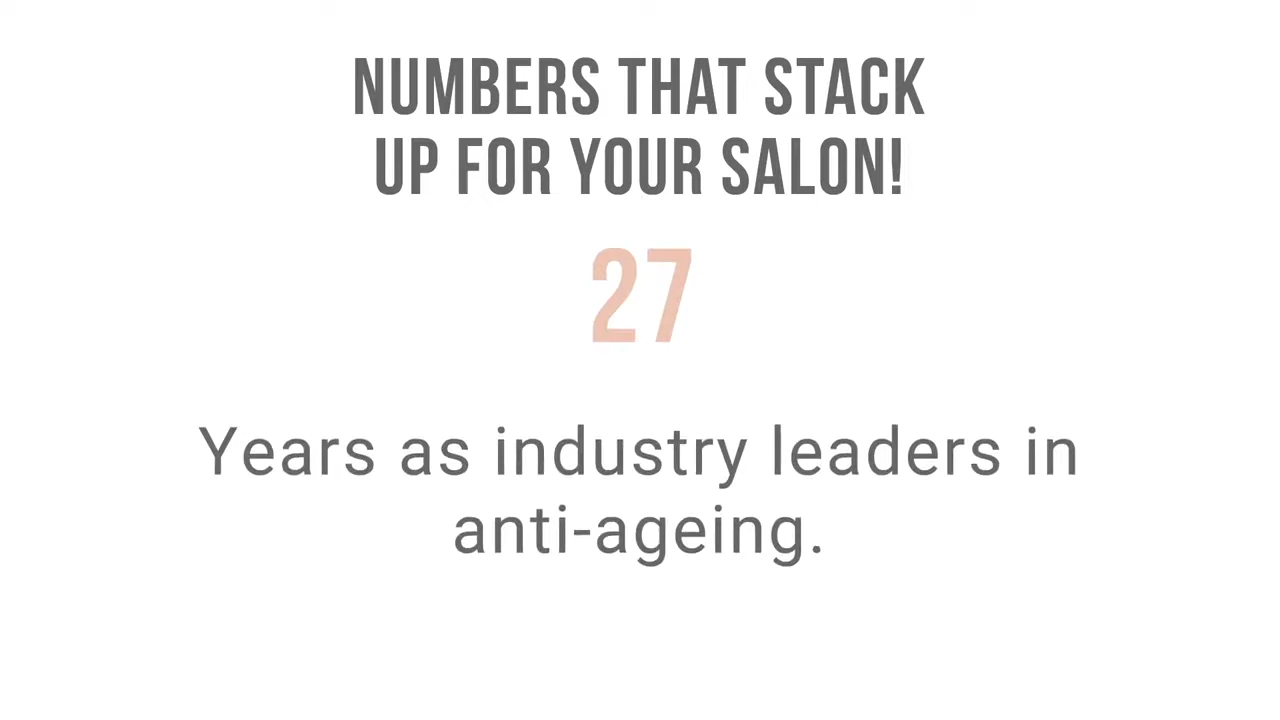 NUMBERS THAT STACK
UP FOR YOUR SALON!
27
Years as industry leaders in
anti-ageing.